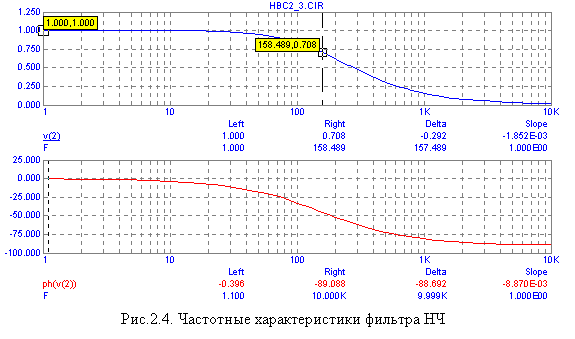 HBC2_3.CIR
1.250
1.000,1.000
1.000
0.750
158.489,0.708
0.500
0.250
0.000
1 10 100 1K 10K
Left Right Delta Slope
v(2) 1.000 0.708 -0.292 -1.852E-03
F 1.000 158.489 157.489 1.000E00
25.000
0.000
-25.000
-50.000
-75.000
-100.000
1 10 100 1K 10K
Left Right Delta Slope
ph(v(2)) -0.396 -89.088 -88.692 -8.870E-03
F 1.100 10.000K 9.999K 1.000E00
Рис.2.4. Частотные характеристики фильтра НЧ